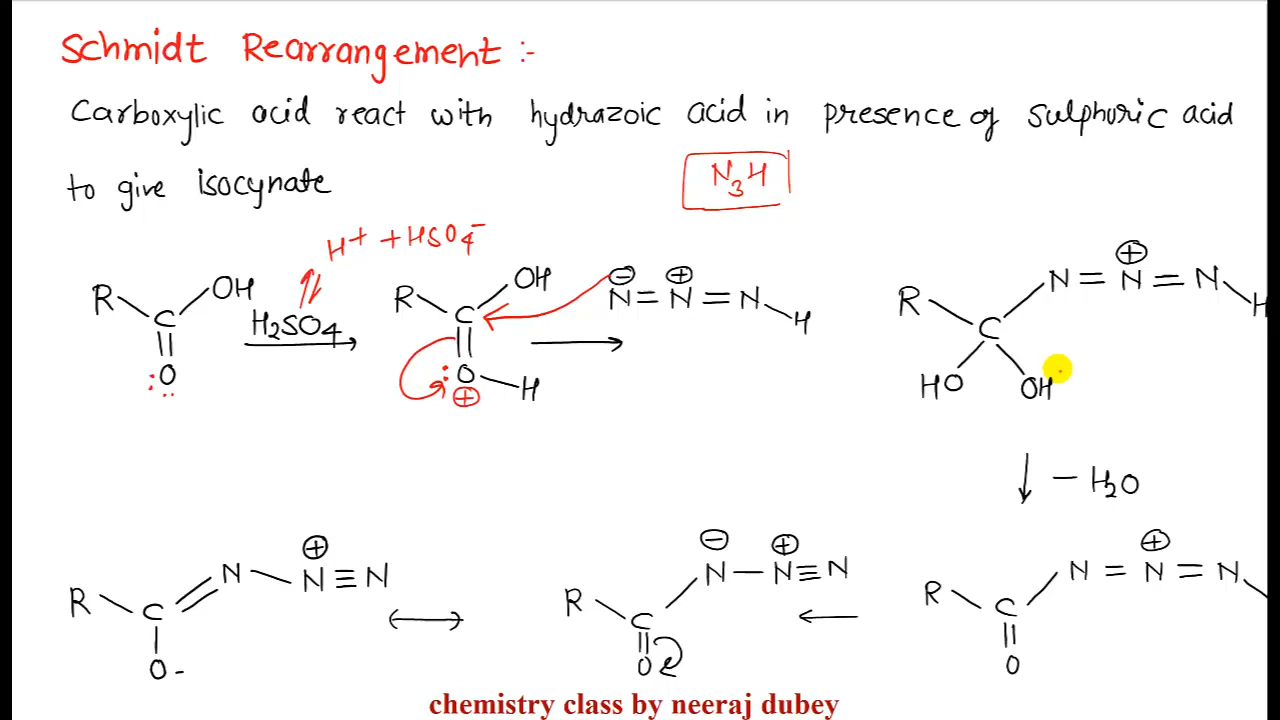 Schmidt Rearrangement :-
Carboxylic acid react with hydrazoic acid in presence of sulphuric acid
to give isocynate
N3H
H+ + HSO4-
R C OH O H2SO4
R C OH O ⊕ H
⊖ ⊕ N = N = N H
R C HO OH N = N = N H ⊕
- H2O
R C O- N - N ≡ N ⊕
R C O N - N ≡ N ⊖ ⊕
R C O N = N = N ⊕
chemistry class by neeraj dubey